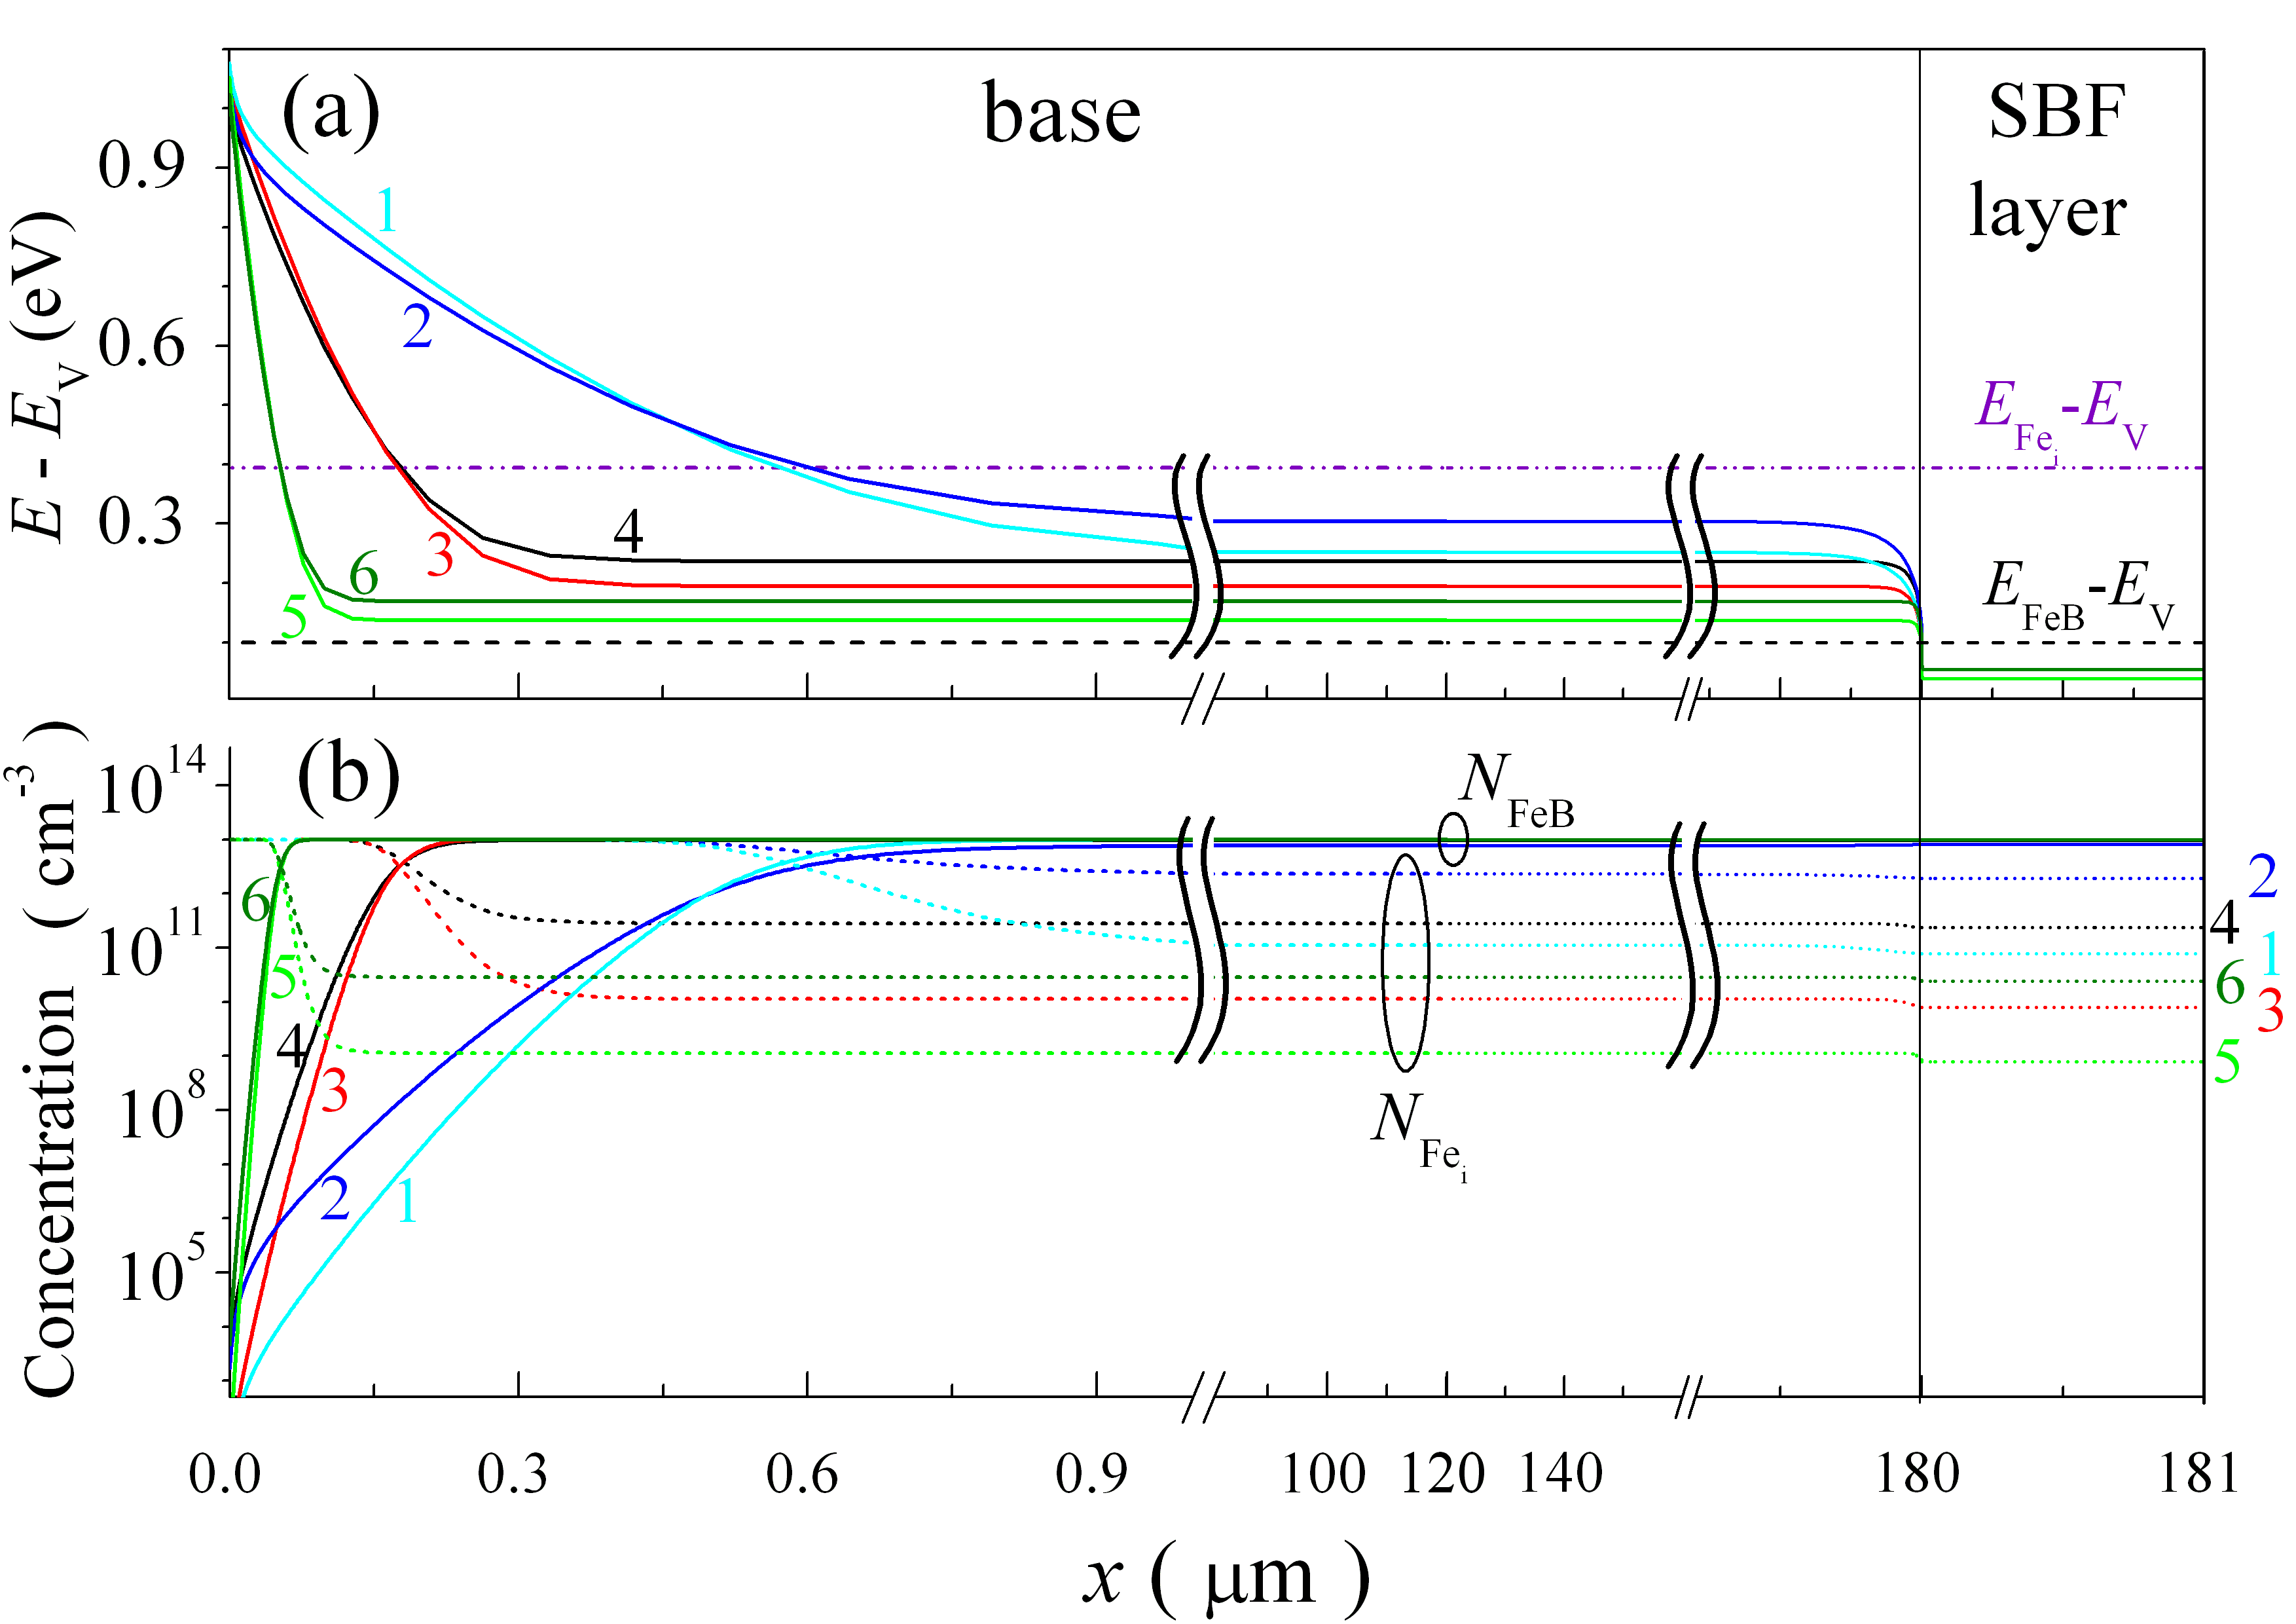 (a)
base
SBF
layer
0.9
0.6
0.3
E - E_V (eV)
1
2
3
4
5
6
E_Fe_i-E_V
E_FeB-E_V
(b)
10^14
10^11
10^8
10^5
Concentration ( cm^-3 )
N_FeB
N_Fe_i
6
5
4
3
2
1
2
4
1
6
3
5
0.0 0.3 0.6 0.9 100 120 140 180 181
x ( μm )